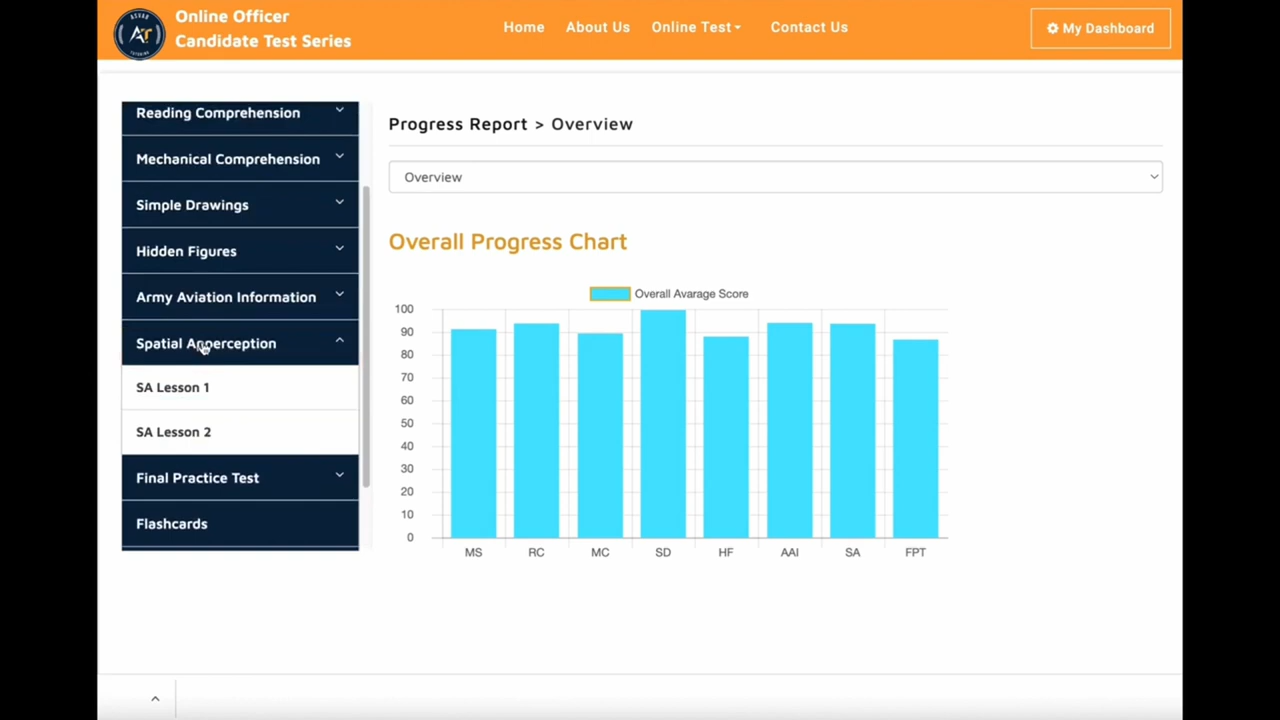 Online Officer
Candidate Test Series
Home
About Us
Online Test
Contact Us
My Dashboard
Reading Comprehension
Mechanical Comprehension
Simple Drawings
Hidden Figures
Army Aviation Information
Spatial Apperception
SA Lesson 1
SA Lesson 2
Final Practice Test
Flashcards
Progress Report > Overview
Overview
Overall Progress Chart
Overall Avarage Score
100
90
80
70
60
50
40
30
20
10
0
MS RC MC SD HF AAI SA FPT